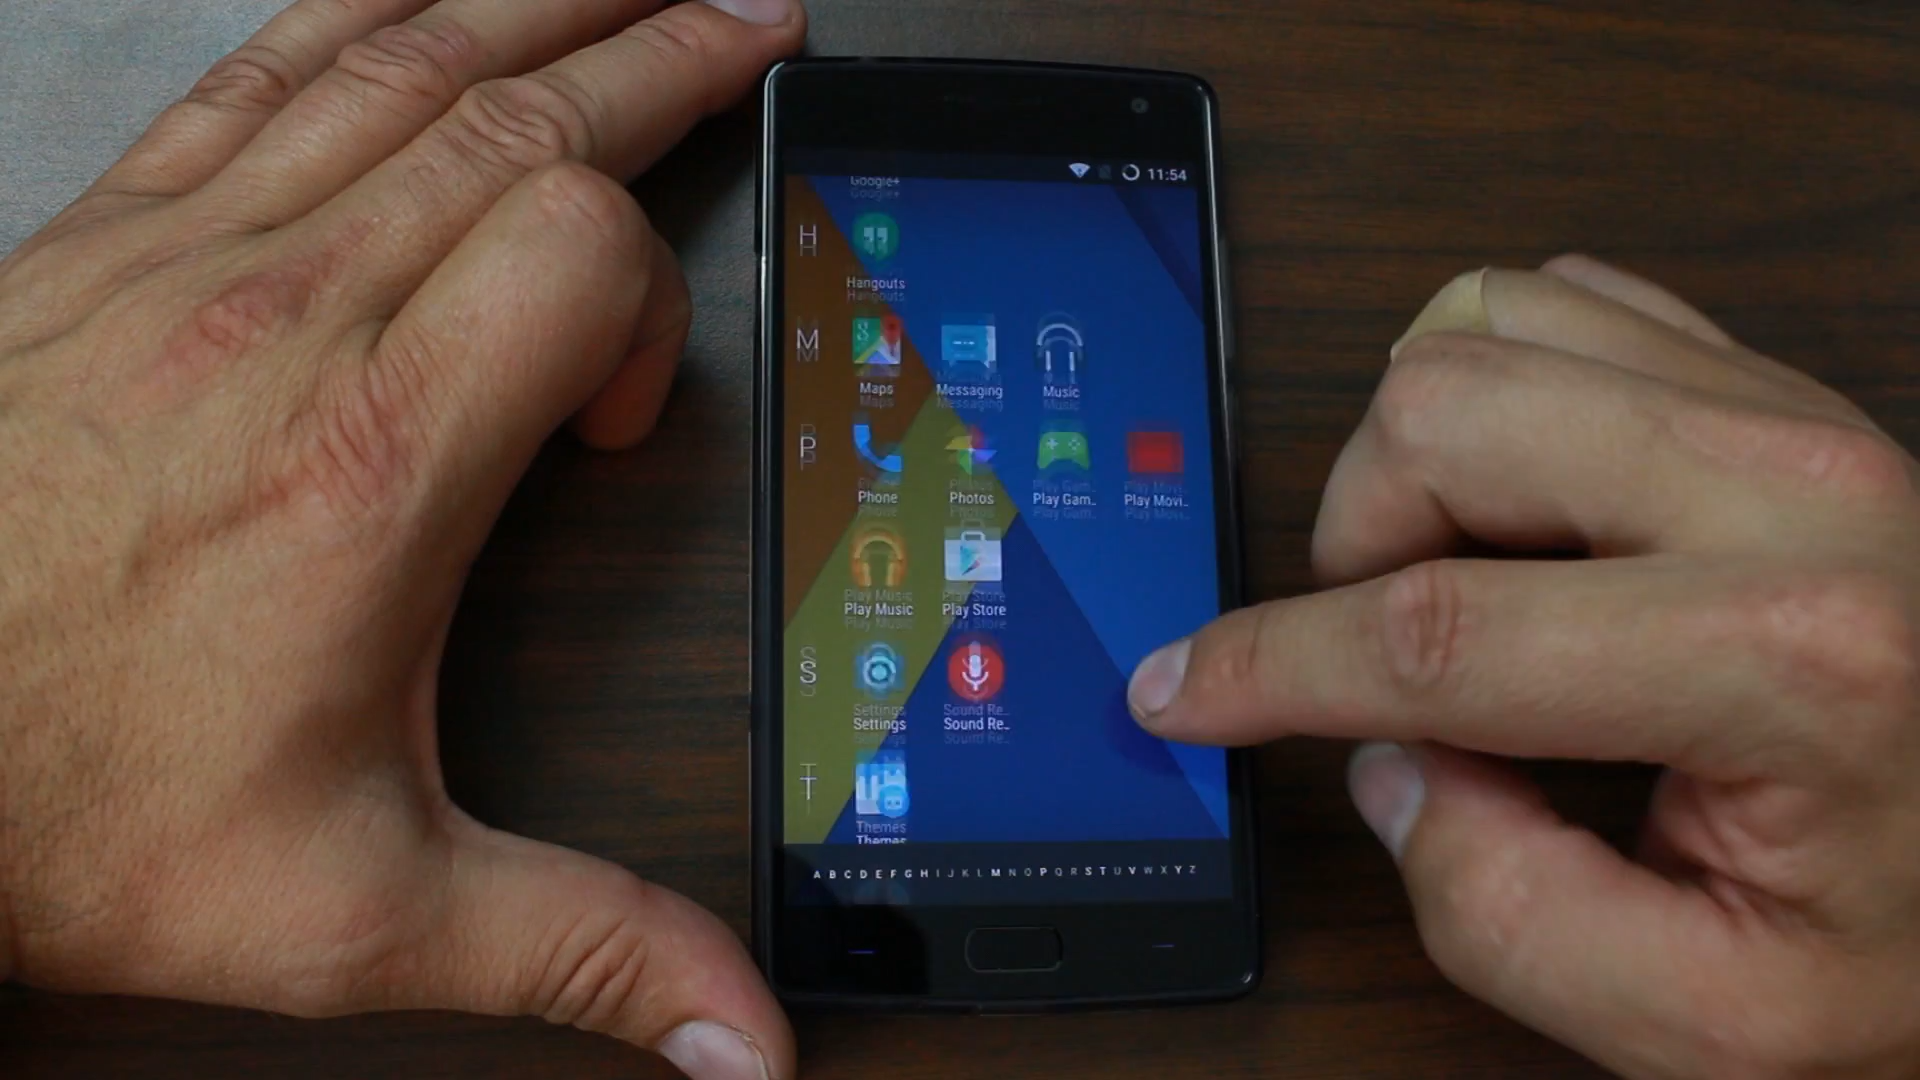 11:54
Google+
H
Hangouts
M
Maps Messaging Music
P
Phone Photos Play Gam.. Play Movi..
Play Music Play Store
S
Settings Sound Re..
T
Themes
A B C D E F G H I J K L M N O P Q R S T U V W X Y Z